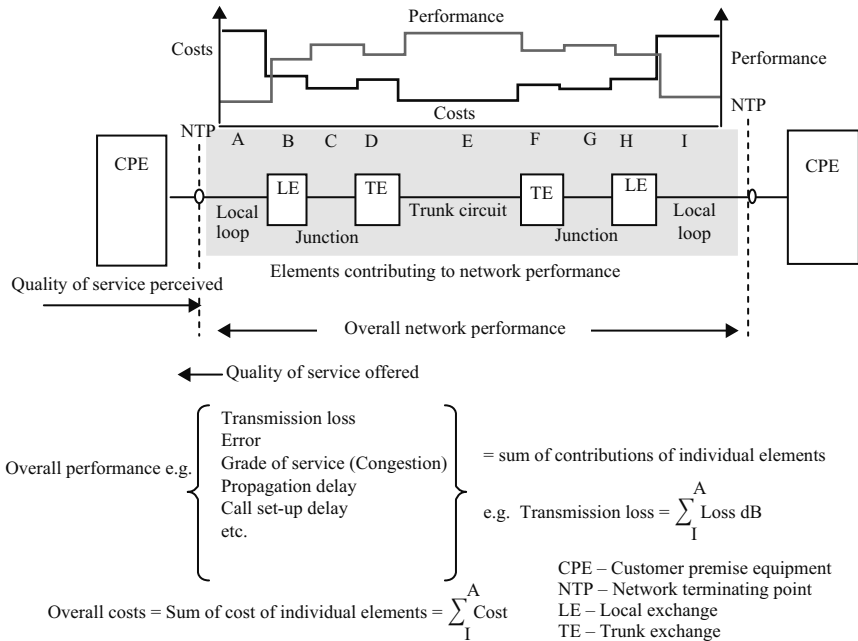 Performance
Costs
Performance
Costs
NTP
NTP
A B C D E F G H I
CPE
LE
TE
TE
LE
CPE
Local
loop
Junction
Trunk circuit
Junction
Local
loop
Elements contributing to network performance
Quality of service perceived
Overall network performance
Quality of service offered
Overall performance e.g.
Transmission loss
Error
Grade of service (Congestion)
Propagation delay
Call set-up delay
etc.
= sum of contributions of individual elements
e.g. Transmission loss = ∑ A I Loss dB
CPE – Customer premise equipment
NTP – Network terminating point
LE – Local exchange
TE – Trunk exchange
Overall costs = Sum of cost of individual elements = ∑ A I Cost